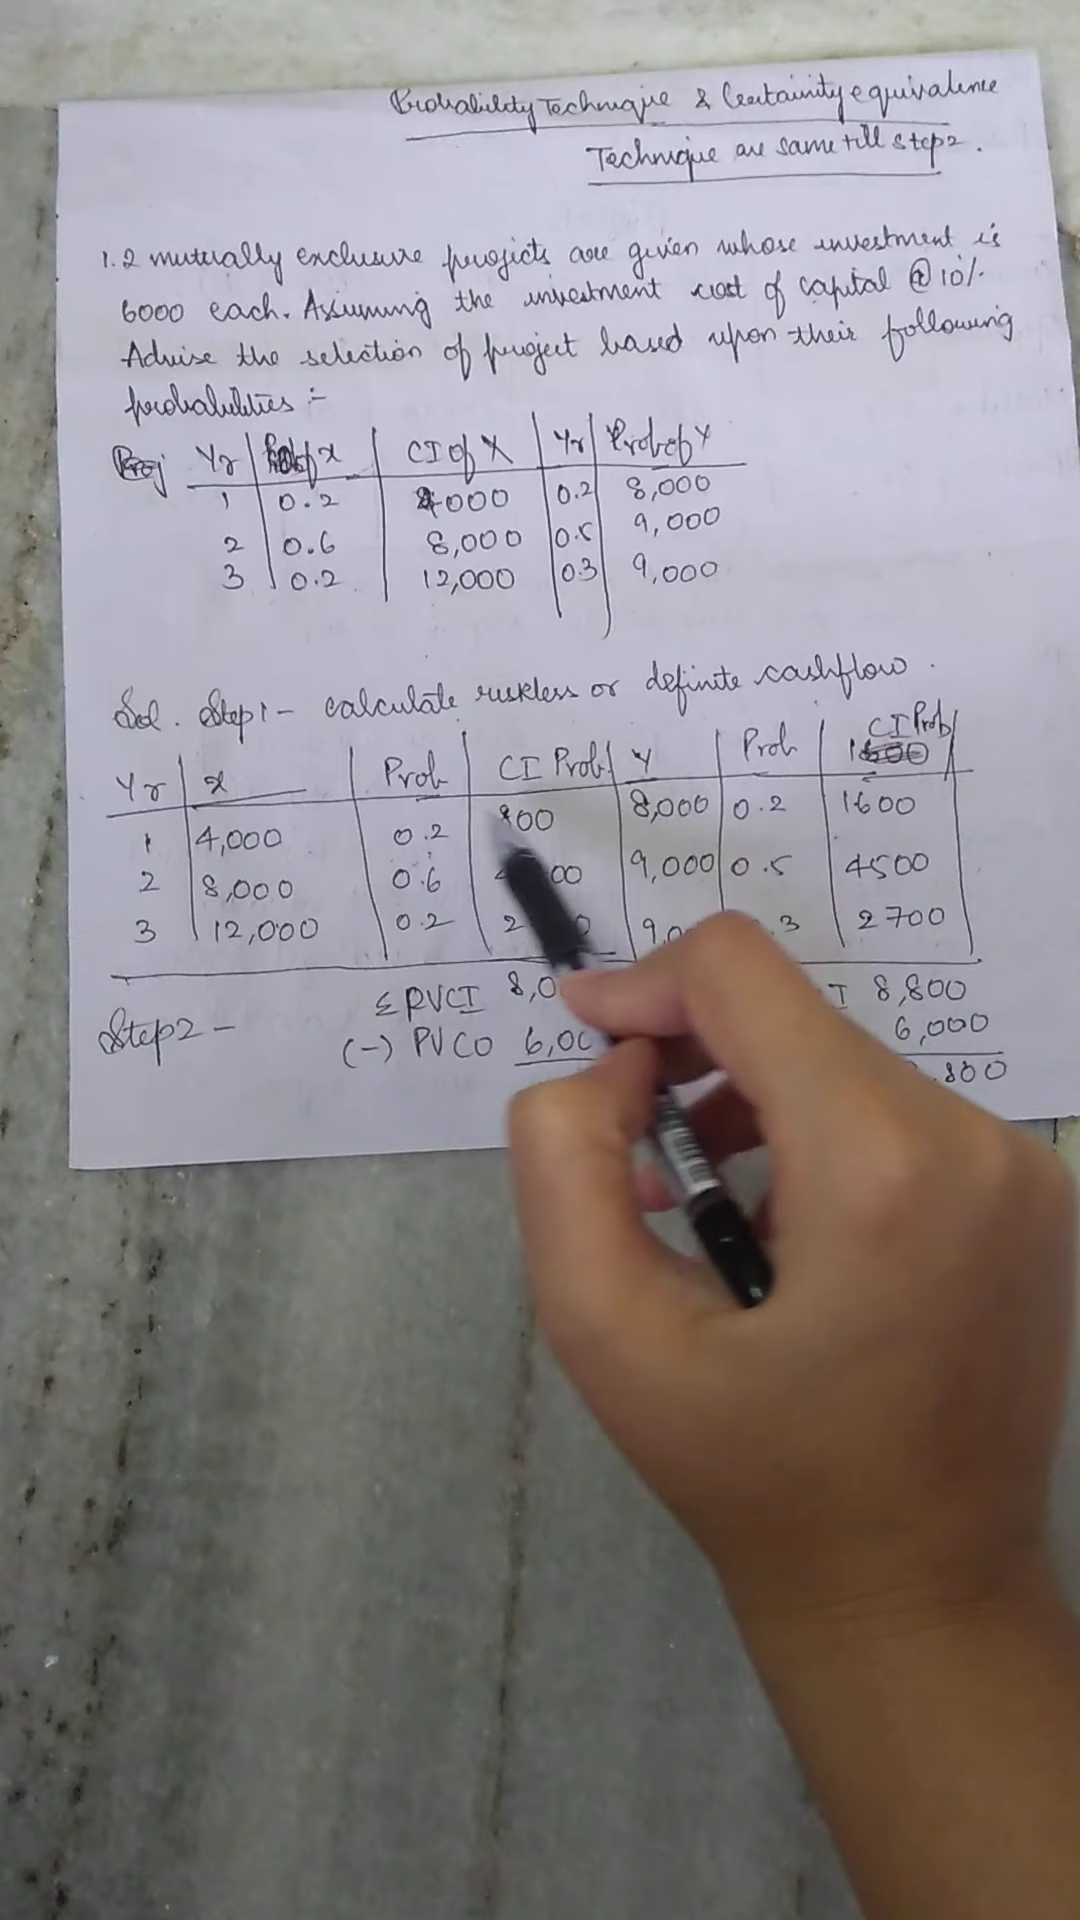 Probability Technique & Certainity equivalence
Technique are same till step 2.
1. 2 mutually exclusive projects are given whose investment is
6000 each. Assuming the investment cost of capital @ 10%.
Advise the selection of project based upon their following
probabilities :-
Proj Yr Prob of x CI of X Yr Prob of Y
1 0.2 4000 0.2 8,000
2 0.6 8,000 0.5 9,000
3 0.2 12,000 0.3 9,000
Sol. Step 1 - calculate riskless or definite cashflow.
Yr x Prob CI Prob Y Prob CI Prob
1 4,000 0.2 800 8,000 0.2 1600
2 8,000 0.6 9,000 0.5 4500
3 12,000 0.2 2700
Step 2 - ΣPVCI 8,800
(-) PVCO 6,000